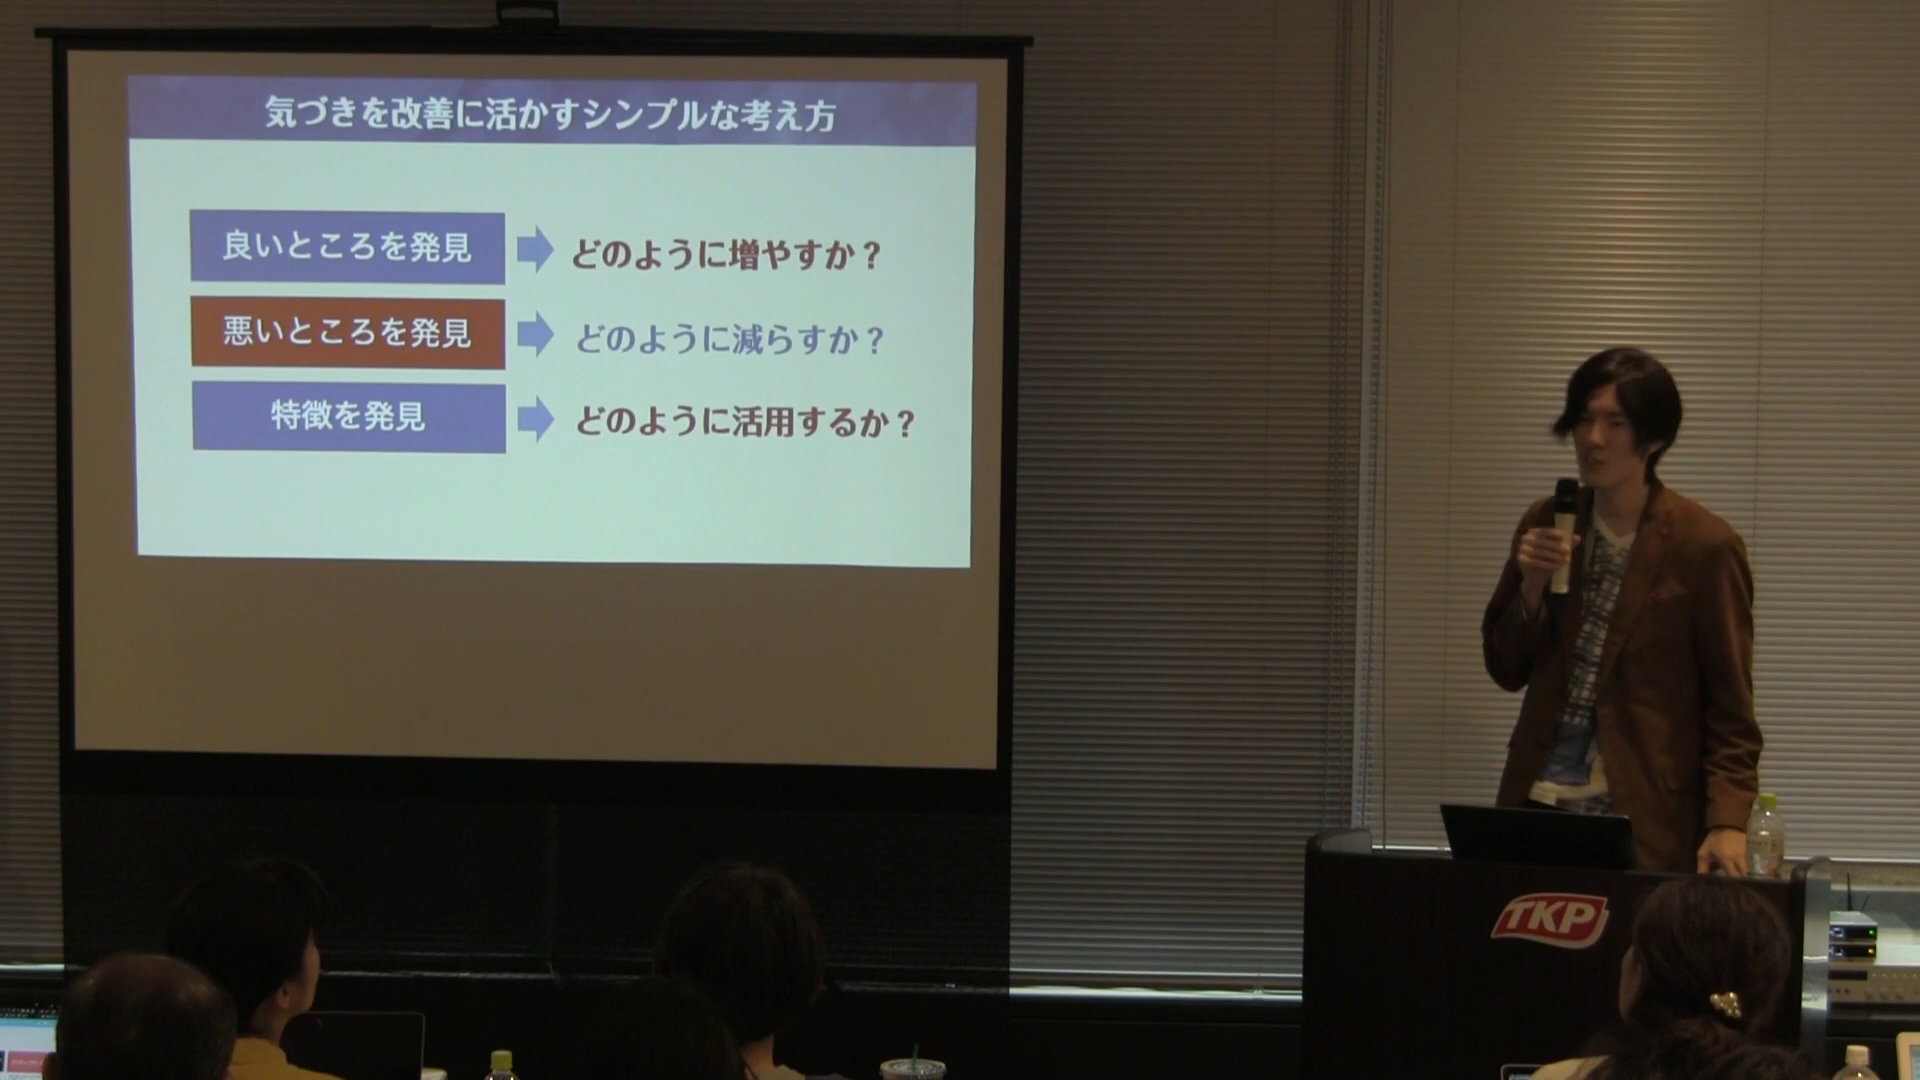 気づきを改善に活かすシンプルな考え方
良いところを発見
どのように増やすか？
悪いところを発見
どのように減らすか？
特徴を発見
どのように活用するか？
TKP